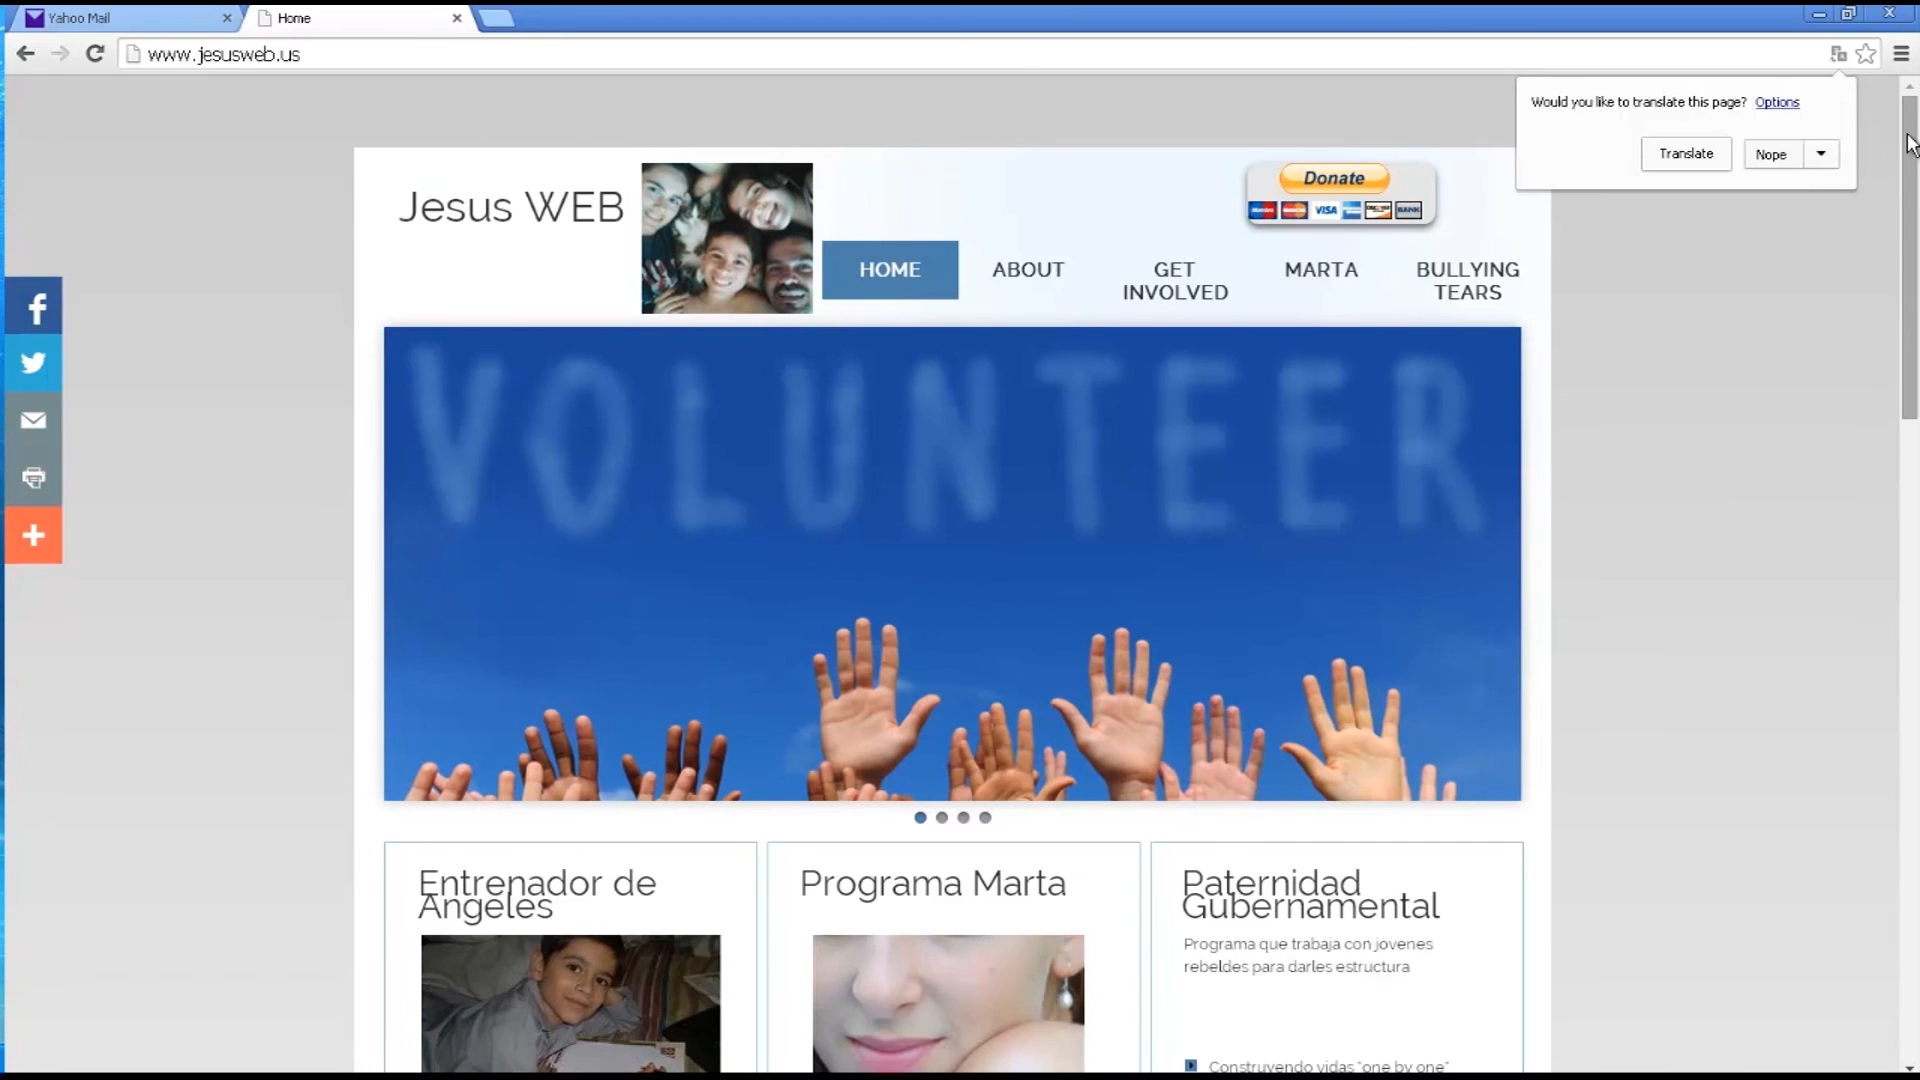 Yahoo Mail
Home
www.jesusweb.us
Would you like to translate this page? Options
Translate
Nope
Jesus WEB
Donate
VISA
BANK
HOME
ABOUT
GET
INVOLVED
MARTA
BULLYING
TEARS
VOLUNTEER
Entrenador de
Angeles
Programa Marta
Paternidad
Gubernamental
Programa que trabaja con jovenes
rebeldes para darles estructura
Construyendo vidas "one by one"